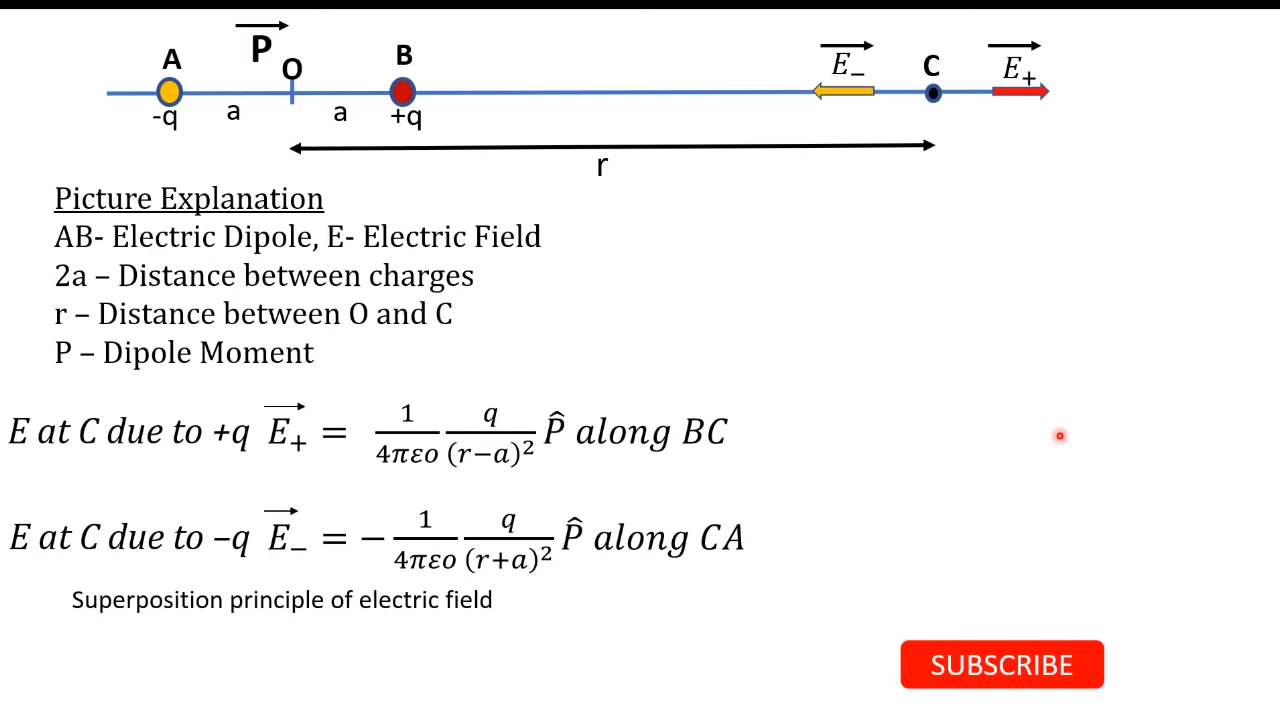 A P O B E₋ C E₊
-q a a +q
r
Picture Explanation
AB- Electric Dipole, E- Electric Field
2a – Distance between charges
r – Distance between O and C
P – Dipole Moment
E at C due to +q E₊ = 1/4πεo q/(r−a)² P̂ along BC
E at C due to –q E₋ = − 1/4πεo q/(r+a)² P̂ along CA
Superposition principle of electric field
SUBSCRIBE